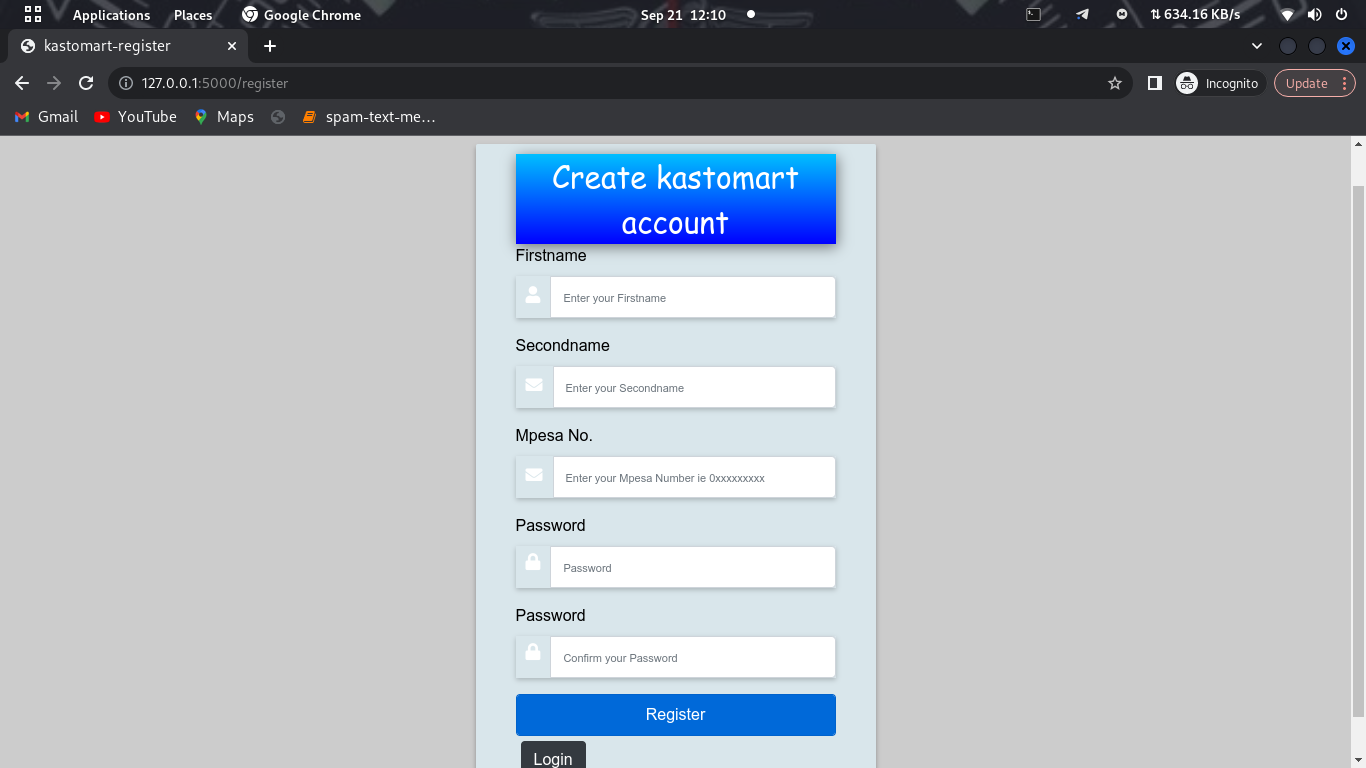 Applications Places Google Chrome Sep 21 12:10 634.16 KB/s
kastomart-register
127.0.0.1:5000/register Incognito Update
Gmail YouTube Maps spam-text-me...
Create kastomart
account
Firstname
Enter your Firstname
Secondname
Enter your Secondname
Mpesa No.
Enter your Mpesa Number ie 0xxxxxxxxx
Password
Password
Password
Confirm your Password
Register
Login